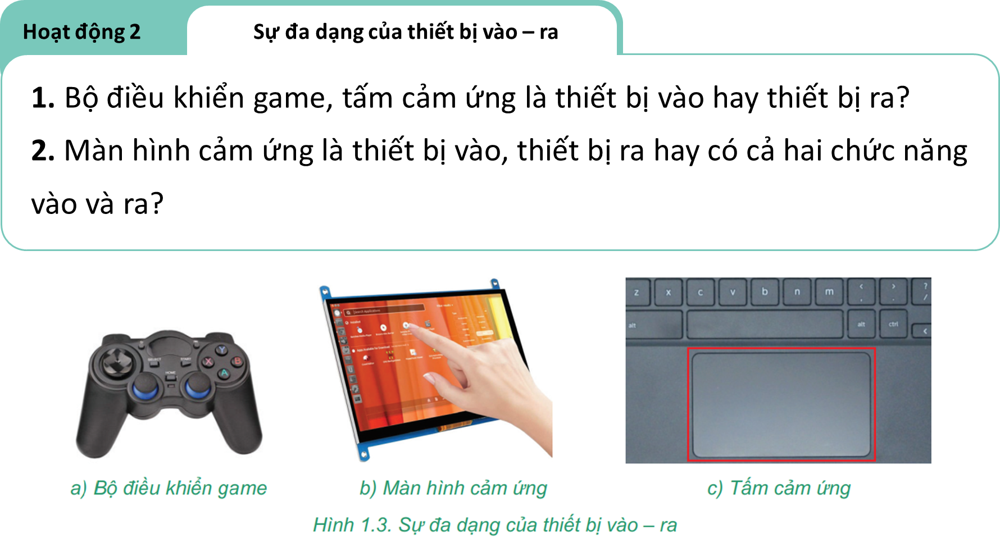 Hoạt động 2
Sự đa dạng của thiết bị vào – ra
1. Bộ điều khiển game, tấm cảm ứng là thiết bị vào hay thiết bị ra?
2. Màn hình cảm ứng là thiết bị vào, thiết bị ra hay có cả hai chức năng
vào và ra?
SELECT
START
HOME
Y
X
B
A
Search Applications
z x c v b n m < , > . ? /
alt alt ctrl <
a) Bộ điều khiển game
b) Màn hình cảm ứng
c) Tấm cảm ứng
Hình 1.3. Sự đa dạng của thiết bị vào – ra